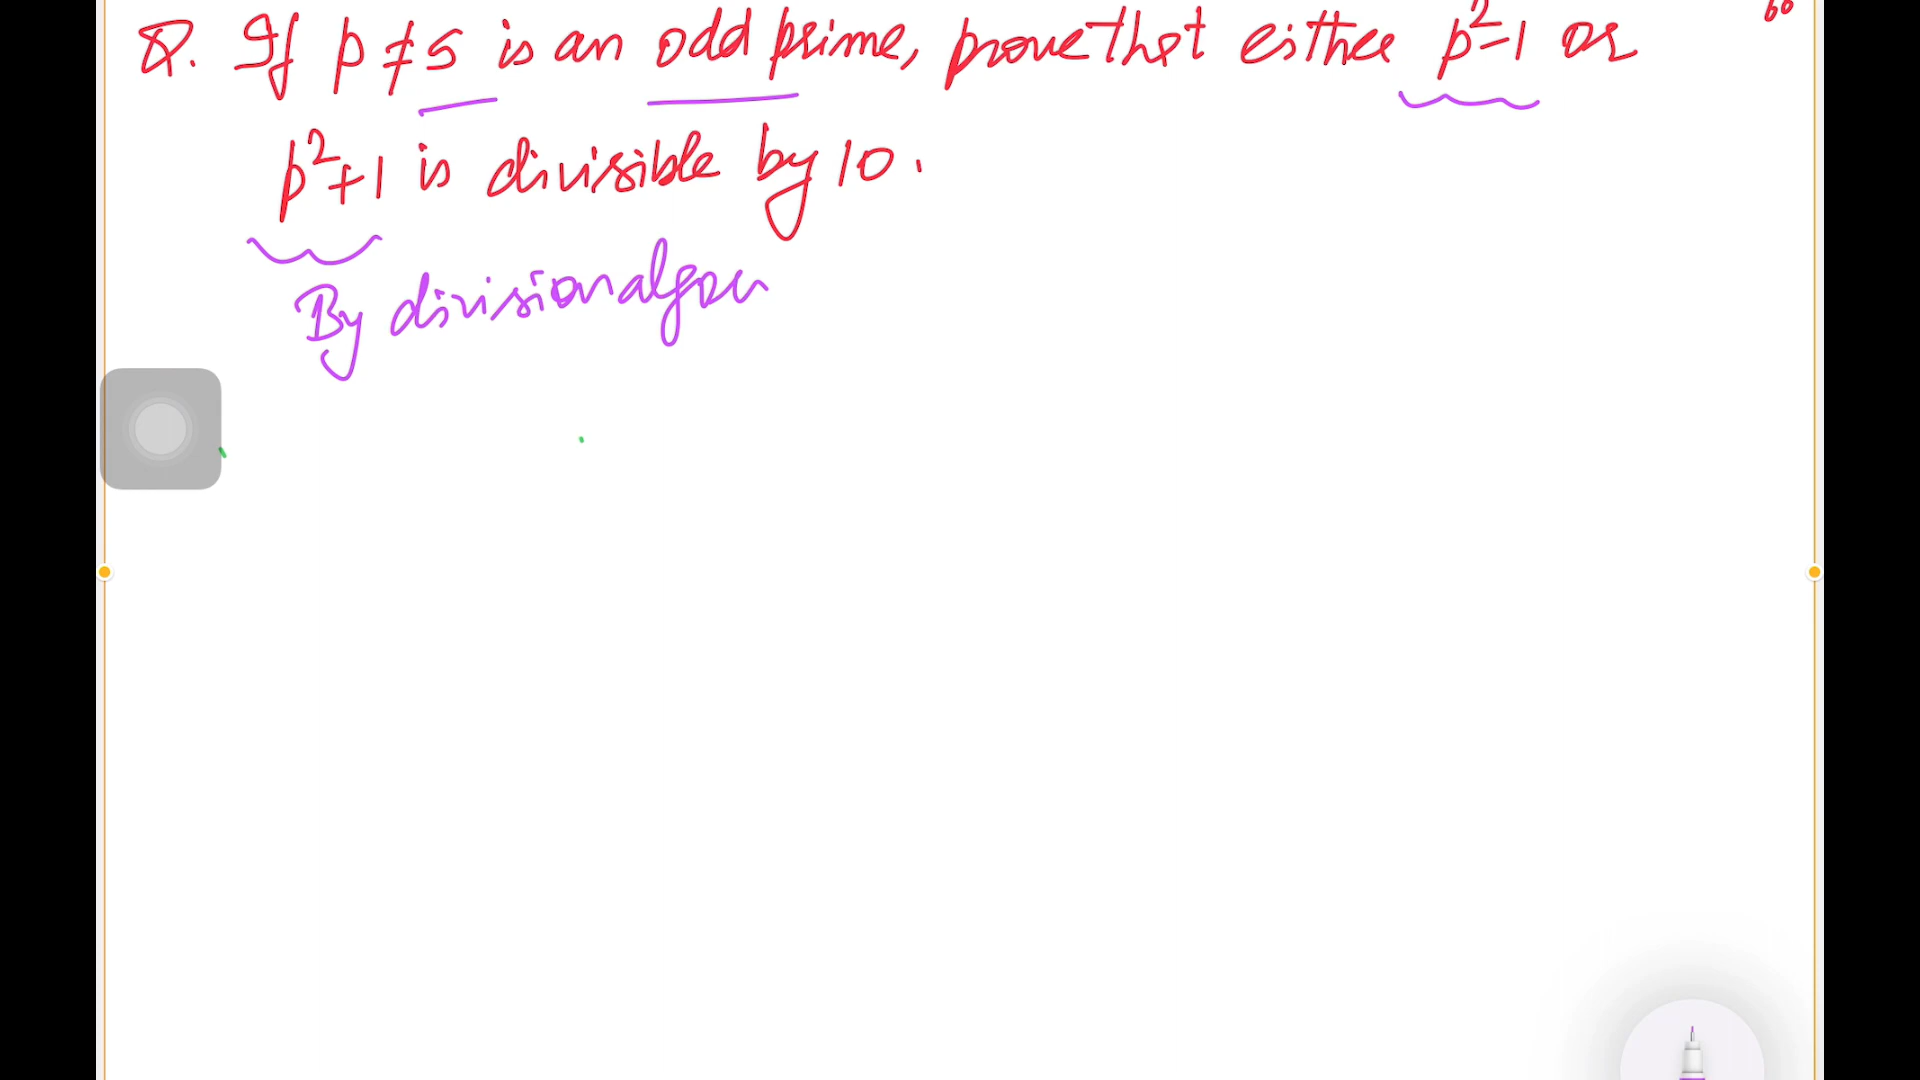 Q. If p ≠ 5 is an odd prime, prove that either p²-1 or
p²+1 is divisible by 10.
By division algor